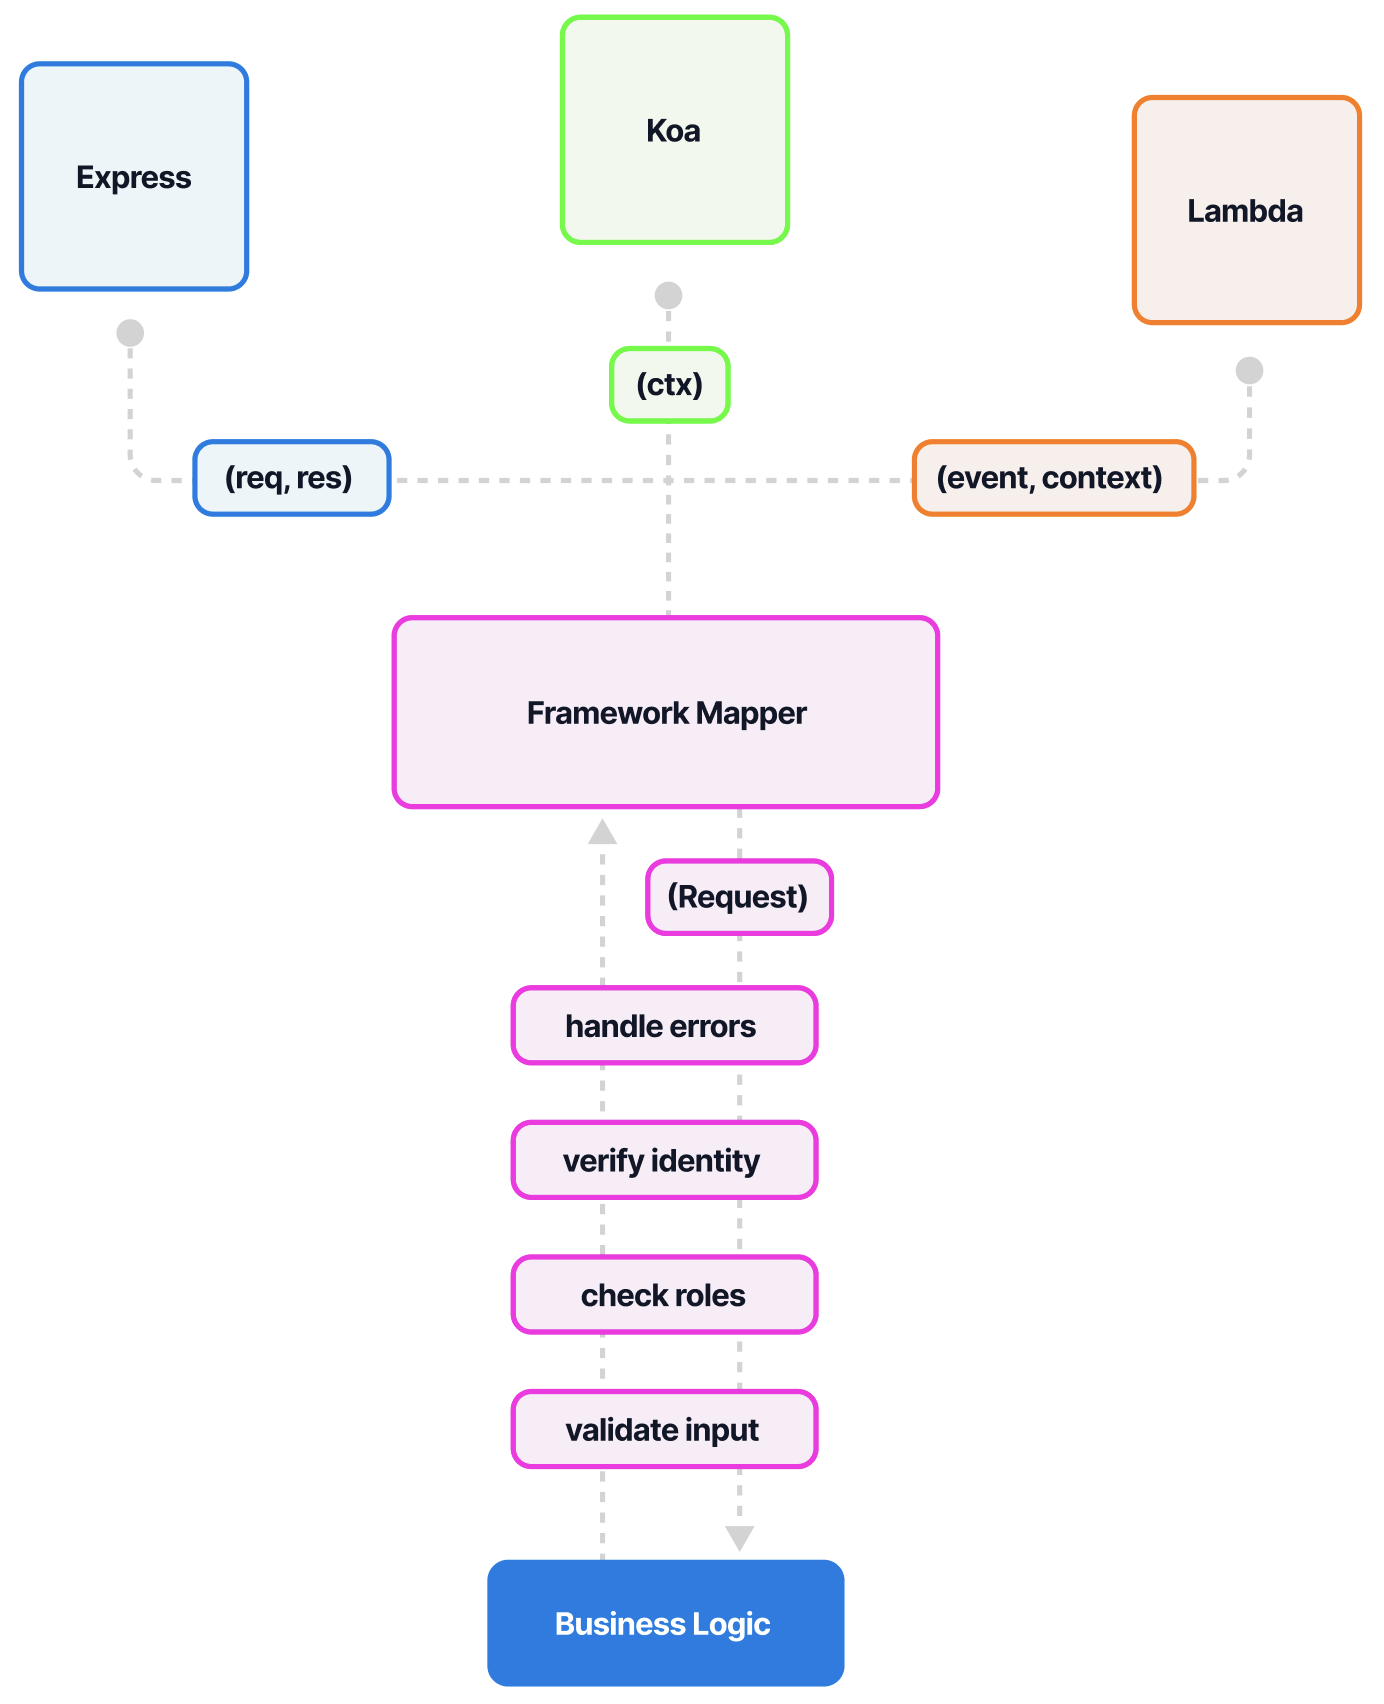 Koa
Express
Lambda
(ctx)
(req, res)
(event, context)
Framework Mapper
(Request)
handle errors
verify identity
check roles
validate input
Business Logic